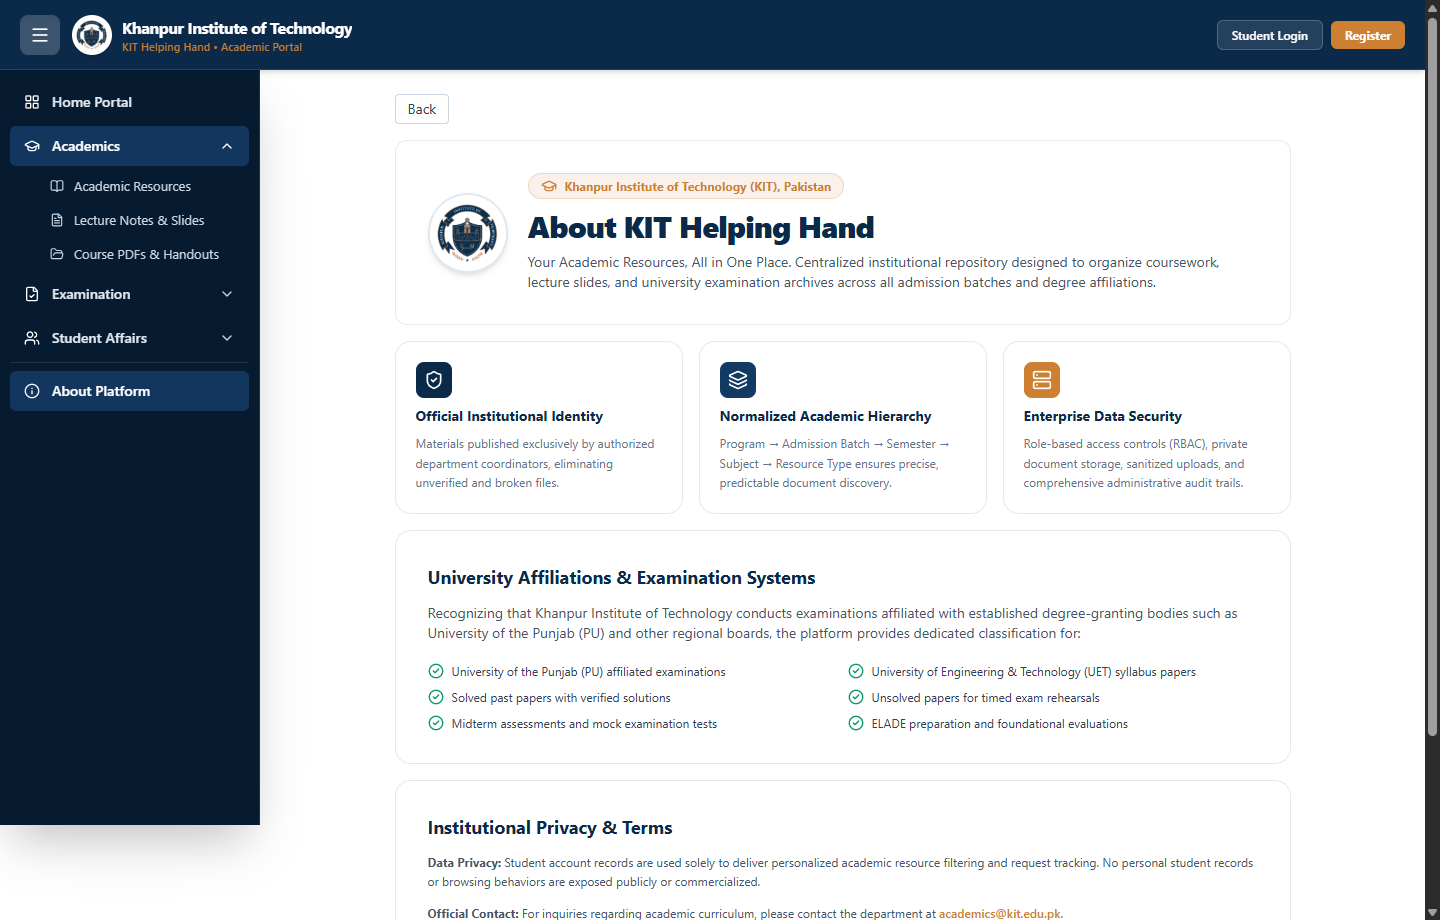 Khanpur Institute of Technology
KIT Helping Hand • Academic Portal
Student Login
Register
Home Portal
Academics
Academic Resources
Lecture Notes & Slides
Course PDFs & Handouts
Examination
Student Affairs
About Platform
Back
Khanpur Institute of Technology (KIT), Pakistan
About KIT Helping Hand
Your Academic Resources, All in One Place. Centralized institutional repository designed to organize coursework,
lecture slides, and university examination archives across all admission batches and degree affiliations.
Official Institutional Identity
Materials published exclusively by authorized
department coordinators, eliminating
unverified and broken files.
Normalized Academic Hierarchy
Program → Admission Batch → Semester →
Subject → Resource Type ensures precise,
predictable document discovery.
Enterprise Data Security
Role-based access controls (RBAC), private
document storage, sanitized uploads, and
comprehensive administrative audit trails.
University Affiliations & Examination Systems
Recognizing that Khanpur Institute of Technology conducts examinations affiliated with established degree-granting bodies such as
University of the Punjab (PU) and other regional boards, the platform provides dedicated classification for:
University of the Punjab (PU) affiliated examinations
University of Engineering & Technology (UET) syllabus papers
Solved past papers with verified solutions
Unsolved papers for timed exam rehearsals
Midterm assessments and mock examination tests
ELADE preparation and foundational evaluations
Institutional Privacy & Terms
Data Privacy: Student account records are used solely to deliver personalized academic resource filtering and request tracking. No personal student records
or browsing behaviors are exposed publicly or commercialized.
Official Contact: For inquiries regarding academic curriculum, please contact the department at academics@kit.edu.pk.